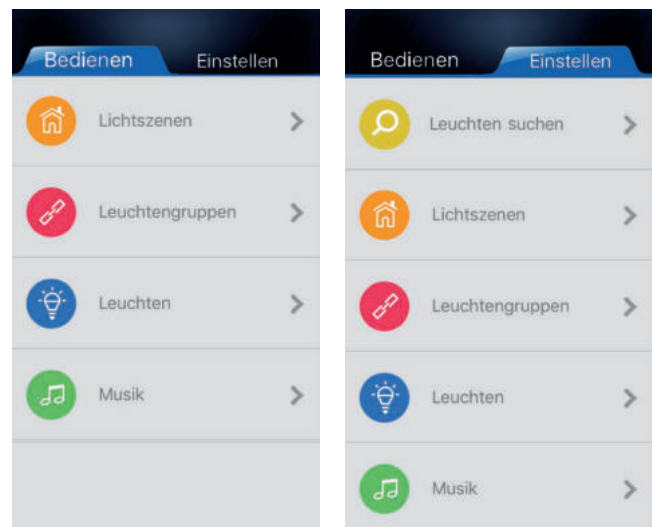 Bedienen Einstellen
Lichtszenen
Leuchtengruppen
Leuchten
Musik
Bedienen Einstellen
Leuchten suchen
Lichtszenen
Leuchtengruppen
Leuchten
Musik